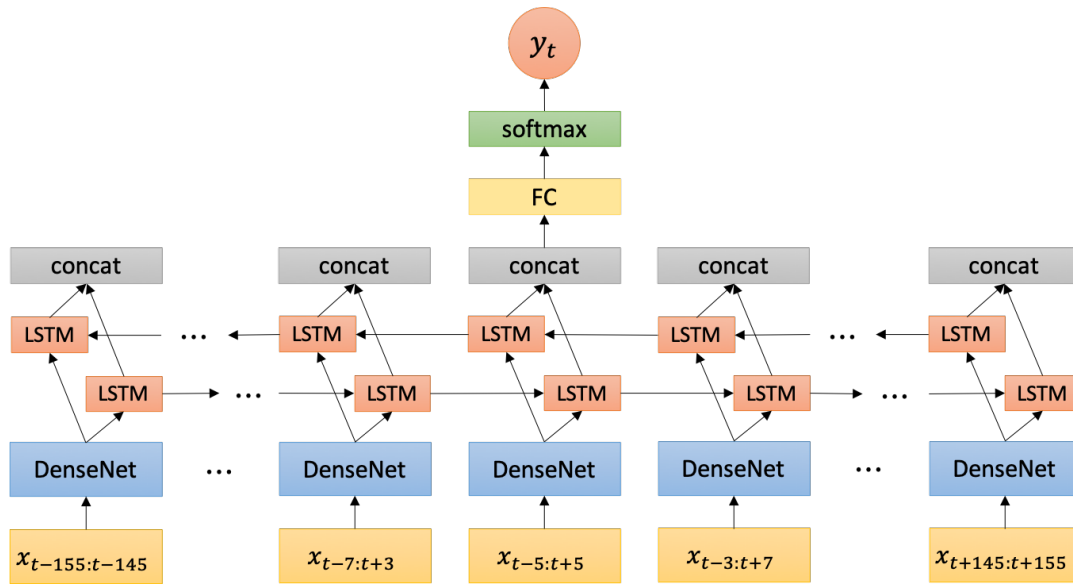 y_t
softmax
FC
concat concat concat concat concat
LSTM ... LSTM LSTM LSTM ... LSTM
LSTM ... LSTM LSTM LSTM ... LSTM
DenseNet ... DenseNet DenseNet DenseNet ... DenseNet
x_{t-155:t-145} x_{t-7:t+3} x_{t-5:t+5} x_{t-3:t+7} x_{t+145:t+155}